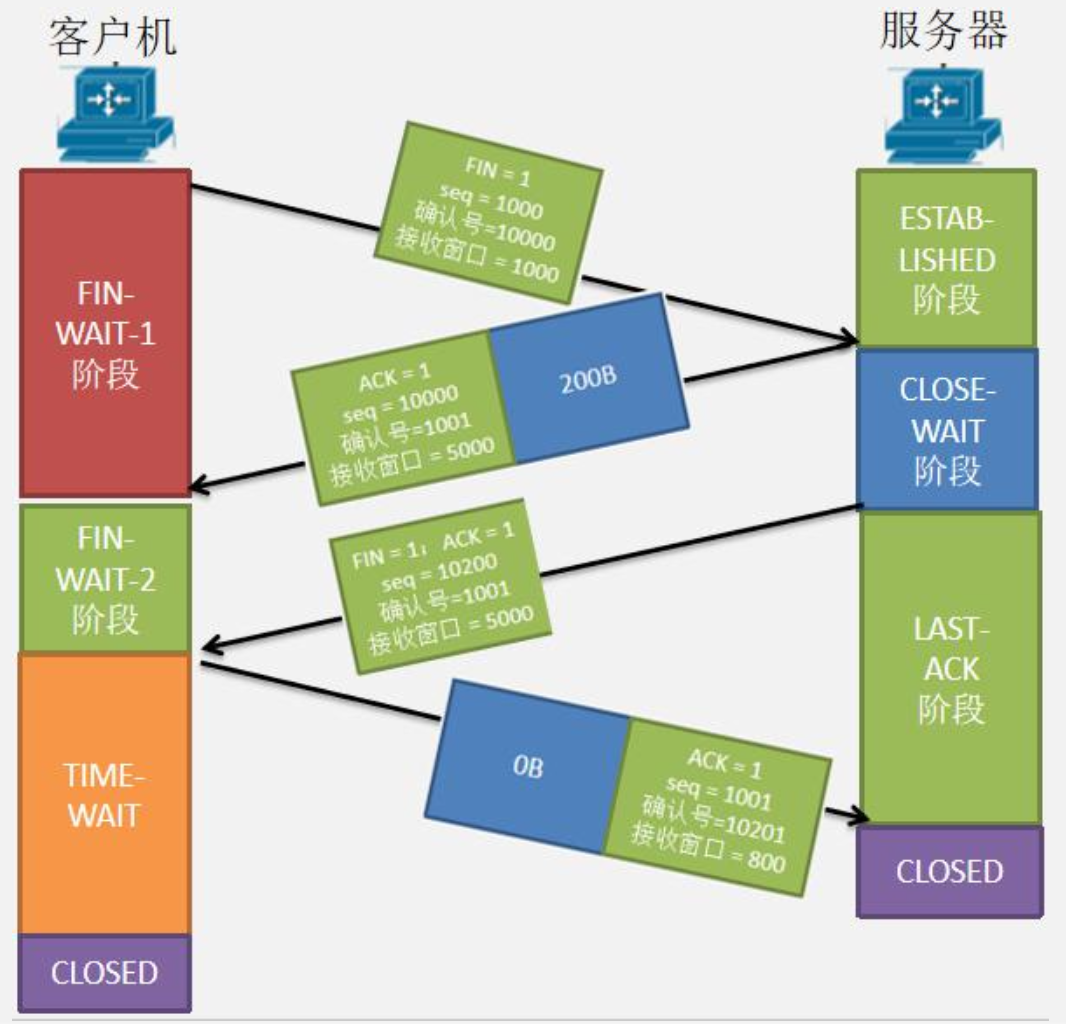 客户机
服务器
FIN = 1
seq = 1000
确认号=10000
接收窗口 = 1000
ESTAB-
LISHED
阶段
FIN-
WAIT-1
阶段
ACK = 1
seq = 10000
确认号=1001
接收窗口 = 5000
200B
CLOSE-
WAIT
阶段
FIN-
WAIT-2
阶段
FIN = 1； ACK = 1
seq = 10200
确认号=1001
接收窗口 = 5000
LAST-
ACK
阶段
TIME-
WAIT
0B
ACK = 1
seq = 1001
确认号=10201
接收窗口 = 800
CLOSED
CLOSED